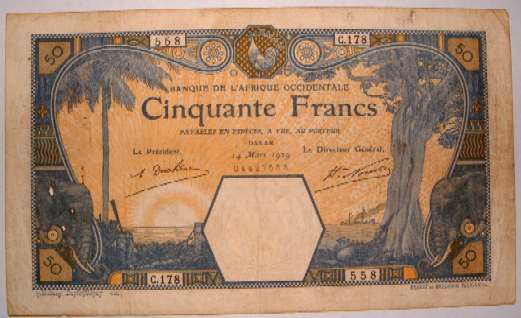 50 558 C.178 50
BANQUE DE L'AFRIQUE OCCIDENTALE
Cinquante Francs
PAYABLES EN ESPÈCES, A VUE, AU PORTEUR
DAKAR
Le Président, 14 Mars 1929 Le Directeur Général,
50 C.178 558 50